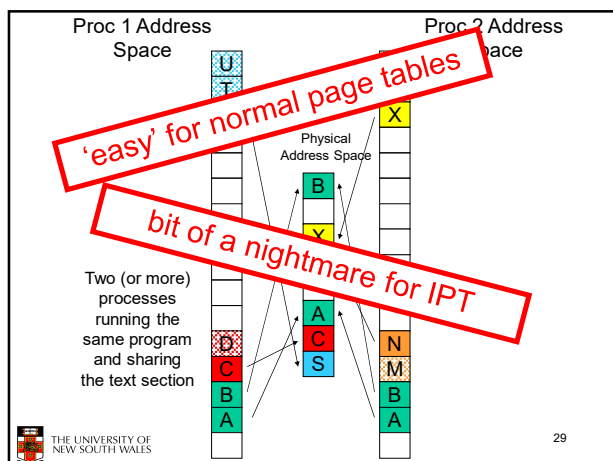 Proc 1 Address
Space
Proc 2 Address
U
T
'easy' for normal page tables
X
Physical
Address Space
B
X
bit of a nightmare for IPT
Two (or more)
processes
running the
same program
and sharing
the text section
A
C
S
D
C
B
A
N
M
B
A
THE UNIVERSITY OF
NEW SOUTH WALES
29